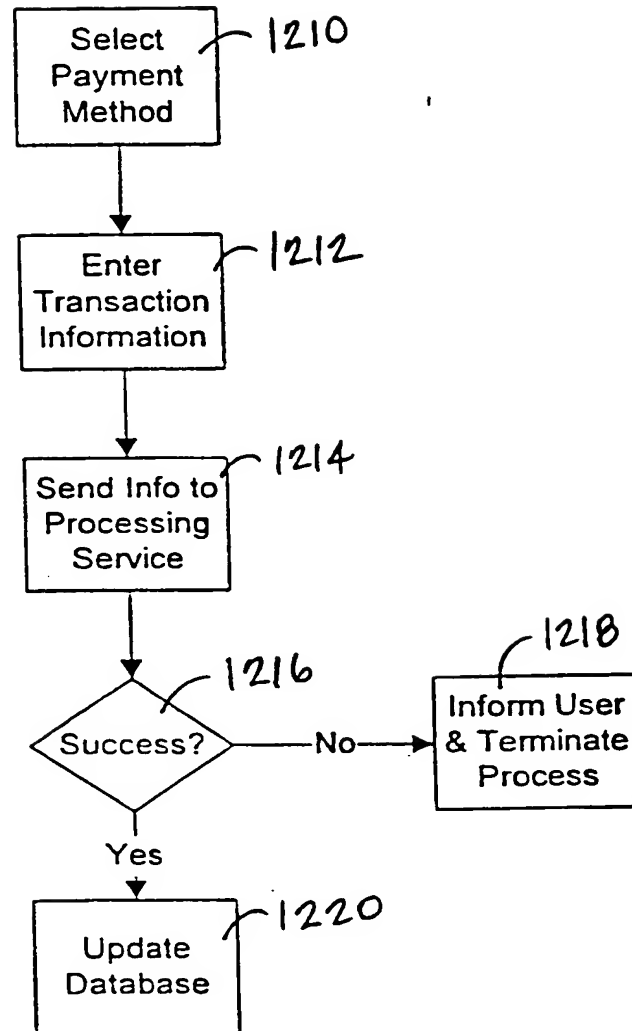 Select
Payment
Method
1210
Enter
Transaction
Information
1212
Send Info to
Processing
Service
1214
Success?
1216
No
Inform User
& Terminate
Process
1218
Yes
Update
Database
1220